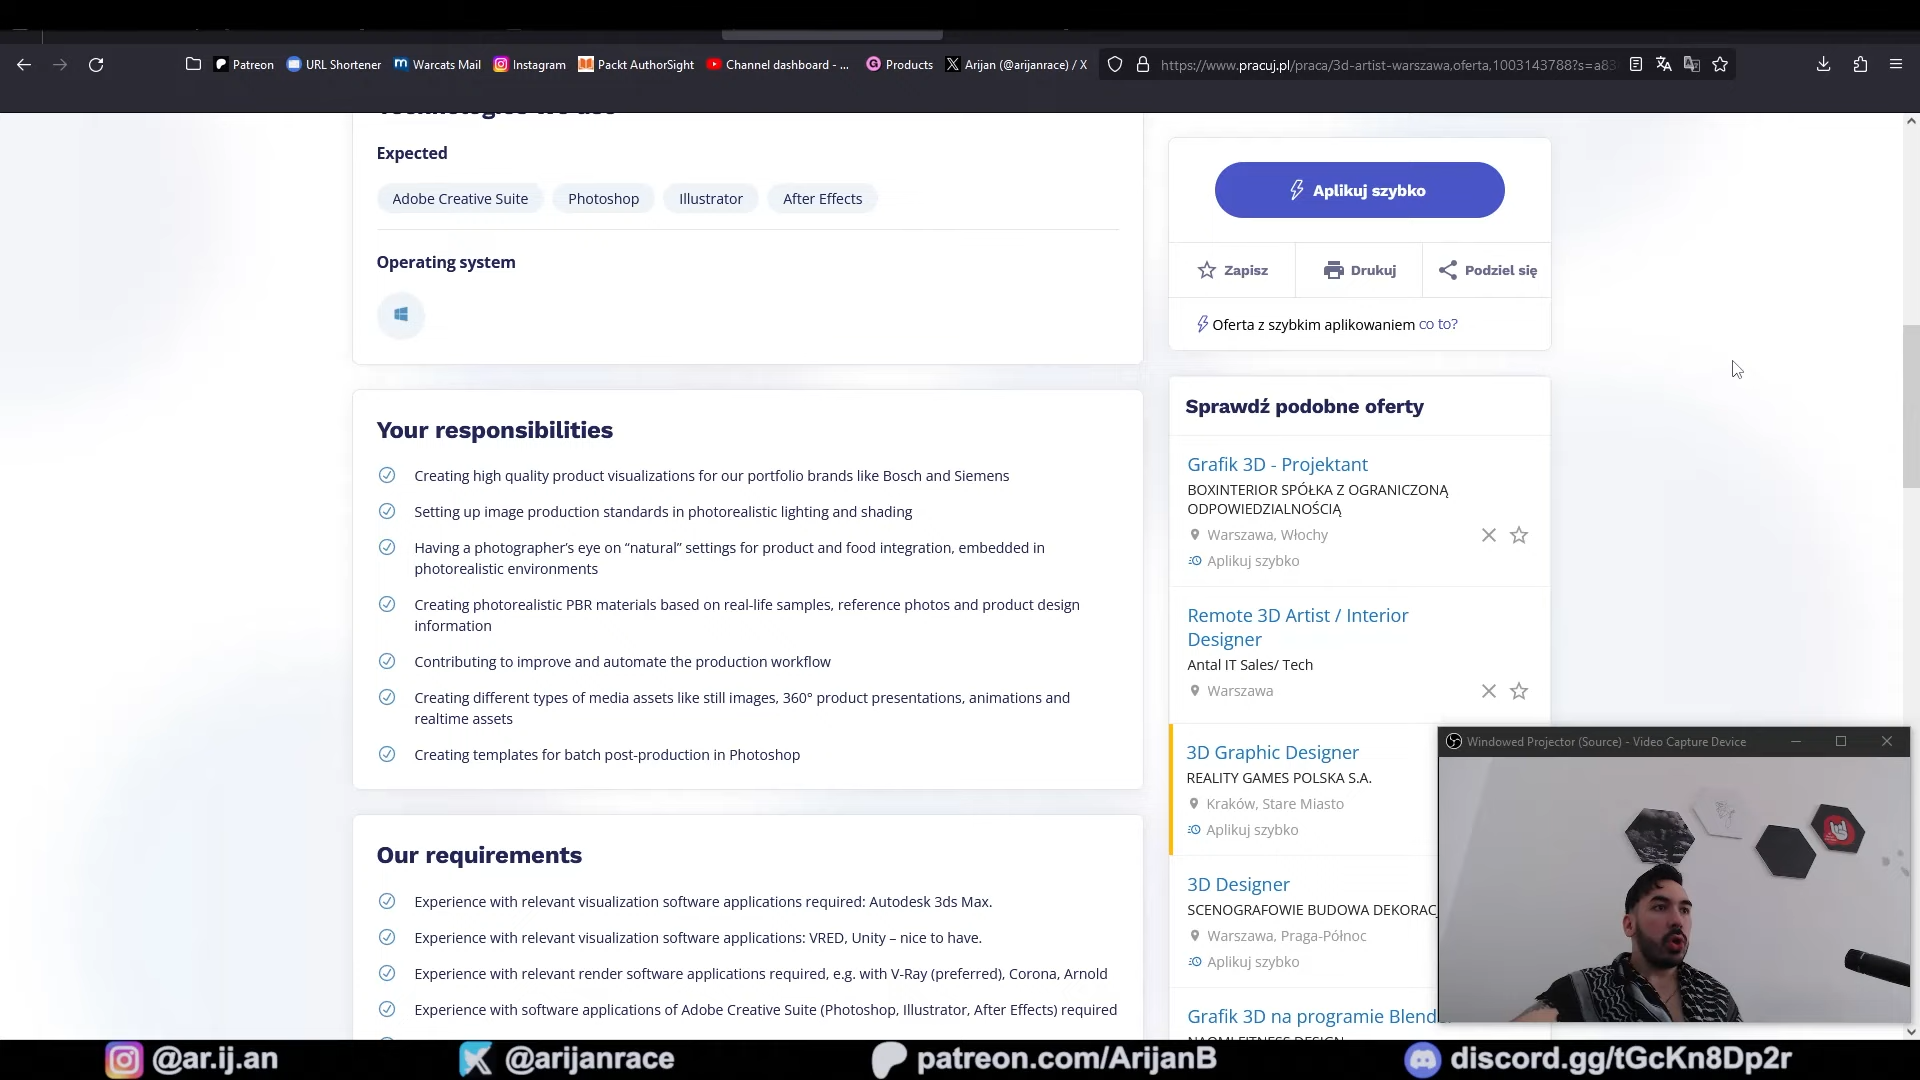 Patreon
URL Shortener
Warcats Mail
Instagram
Packt AuthorSight
Channel dashboard - ...
Products
Arijan (@arijanrace) / X
https://www.pracuj.pl/praca/3d-artist-warszawa,oferta,1003143788?s=a83
Expected
Adobe Creative Suite
Photoshop
Illustrator
After Effects
Operating system
Your responsibilities
Creating high quality product visualizations for our portfolio brands like Bosch and Siemens
Setting up image production standards in photorealistic lighting and shading
Having a photographer's eye on “natural” settings for product and food integration, embedded in
photorealistic environments
Creating photorealistic PBR materials based on real-life samples, reference photos and product design
information
Contributing to improve and automate the production workflow
Creating different types of media assets like still images, 360° product presentations, animations and
realtime assets
Creating templates for batch post-production in Photoshop
Our requirements
Experience with relevant visualization software applications required: Autodesk 3ds Max.
Experience with relevant visualization software applications: VRED, Unity – nice to have.
Experience with relevant render software applications required, e.g. with V-Ray (preferred), Corona, Arnold
Experience with software applications of Adobe Creative Suite (Photoshop, Illustrator, After Effects) required
Aplikuj szybko
Zapisz
Drukuj
Podziel się
Oferta z szybkim aplikowaniem co to?
Sprawdź podobne oferty
Grafik 3D - Projektant
BOXINTERIOR SPÓŁKA Z OGRANICZONĄ
ODPOWIEDZIALNOŚCIĄ
Warszawa, Włochy
Aplikuj szybko
Remote 3D Artist / Interior
Designer
Antal IT Sales/ Tech
Warszawa
3D Graphic Designer
REALITY GAMES POLSKA S.A.
Kraków, Stare Miasto
Aplikuj szybko
3D Designer
SCENOGRAFOWIE BUDOWA DEKORAC
Warszawa, Praga-Północ
Aplikuj szybko
Grafik 3D na programie Blend
Windowed Projector (Source) - Video Capture Device
@ar.ij.an
@arijanrace
patreon.com/ArijanB
discord.gg/tGcKn8Dp2r